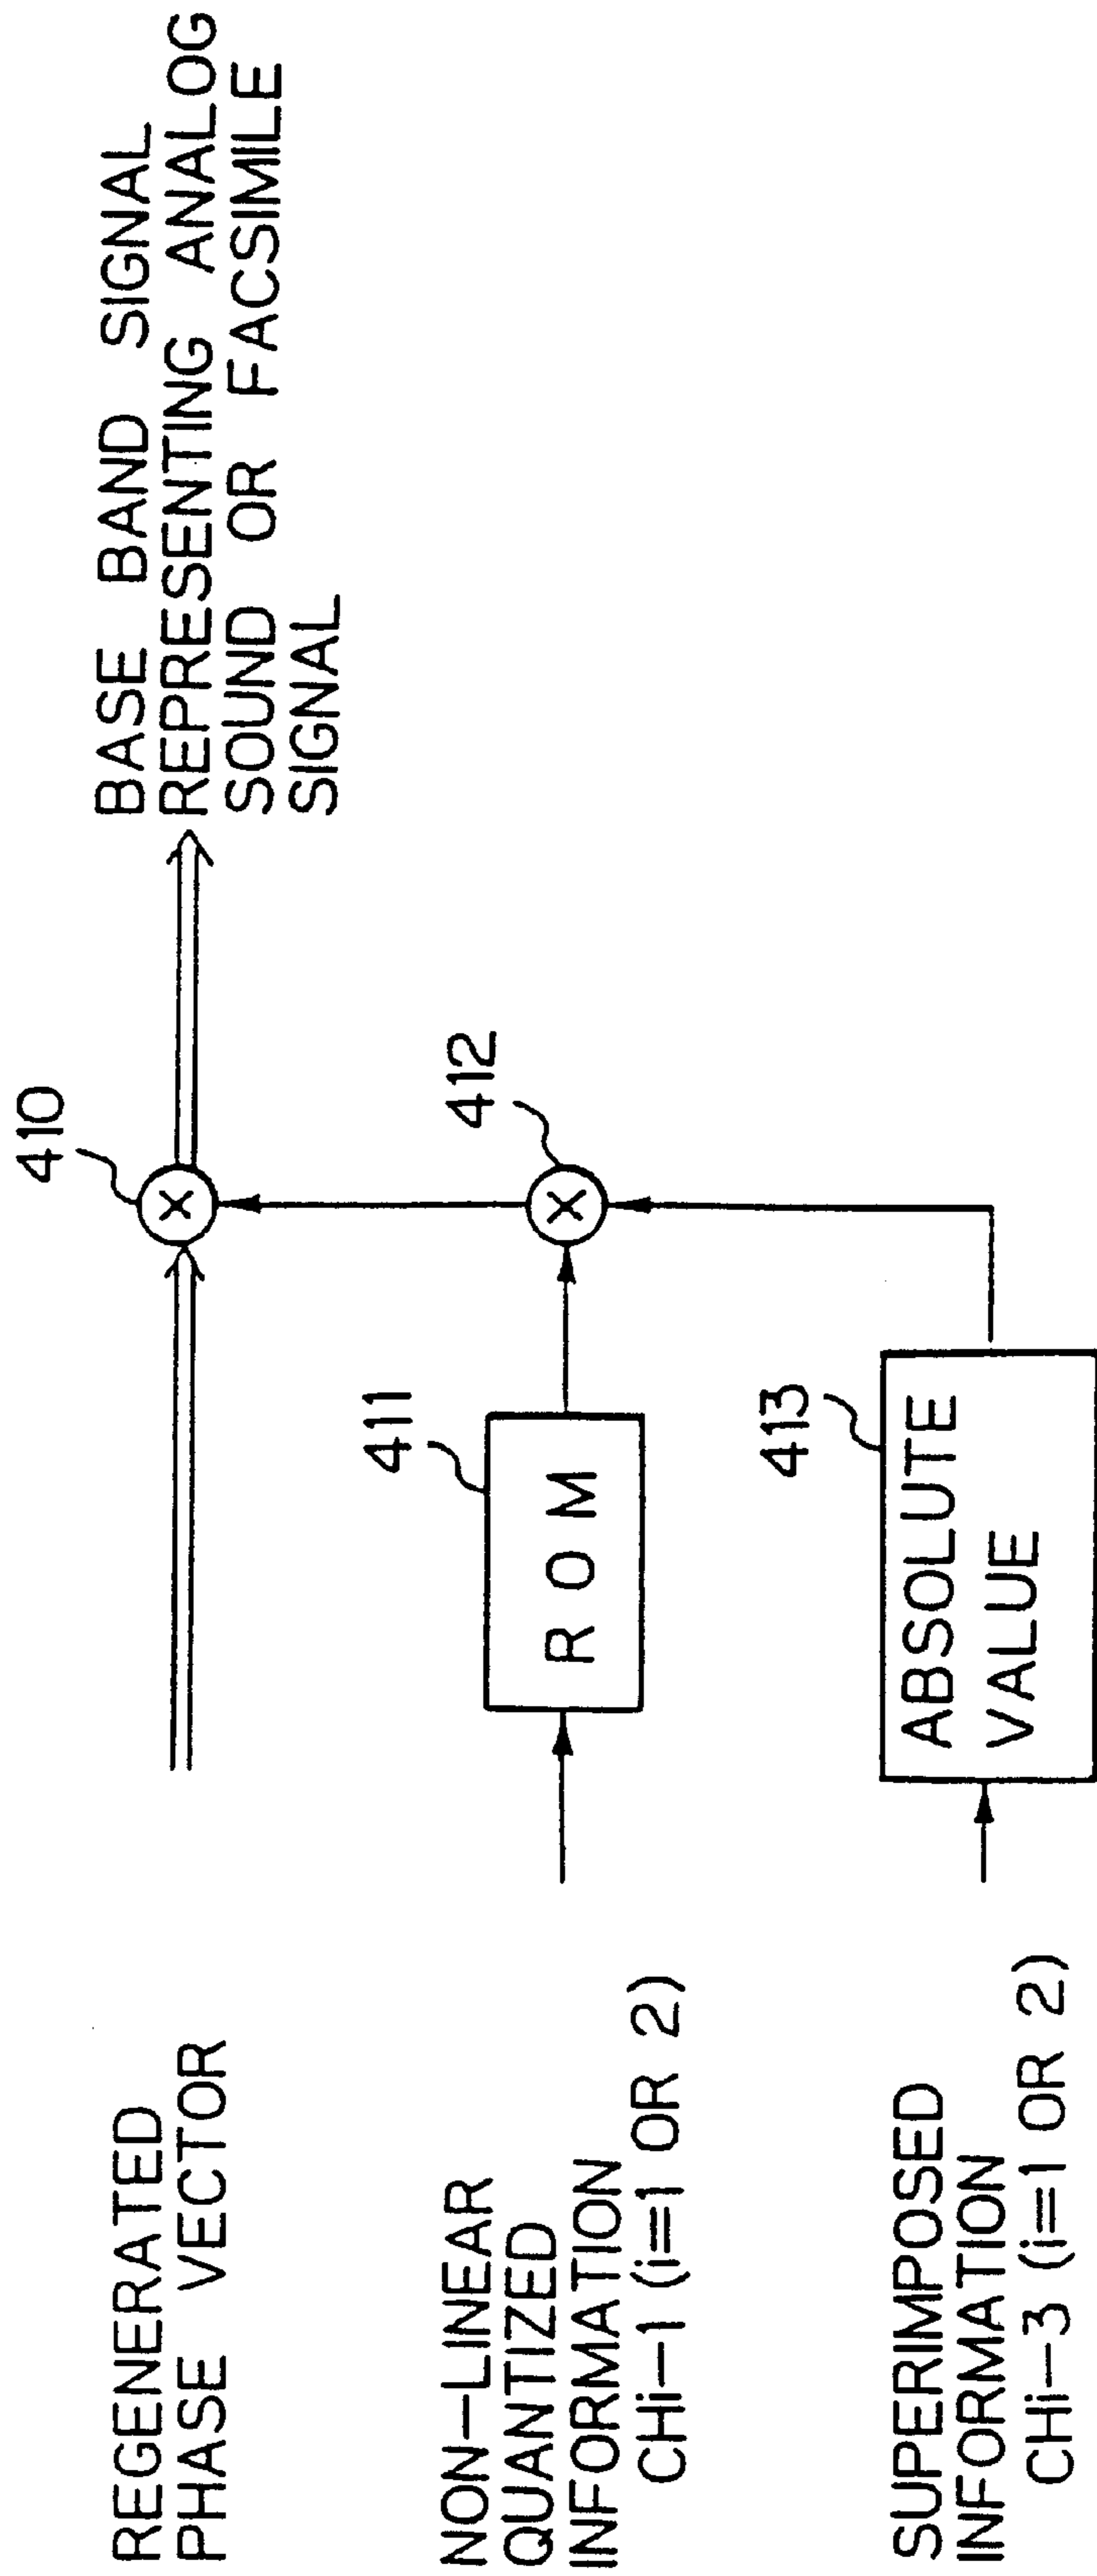 REGENERATED
PHASE VECTOR
410
BASE BAND SIGNAL
REPRESENTING ANALOG
SOUND OR FACSIMILE
SIGNAL
NON-LINEAR
QUANTIZED
INFORMATION
CHi-1 (i=1 OR 2)
411
ROM
412
SUPERIMPOSED
INFORMATION
CHi-3 (i=1 OR 2)
413
ABSOLUTE
VALUE